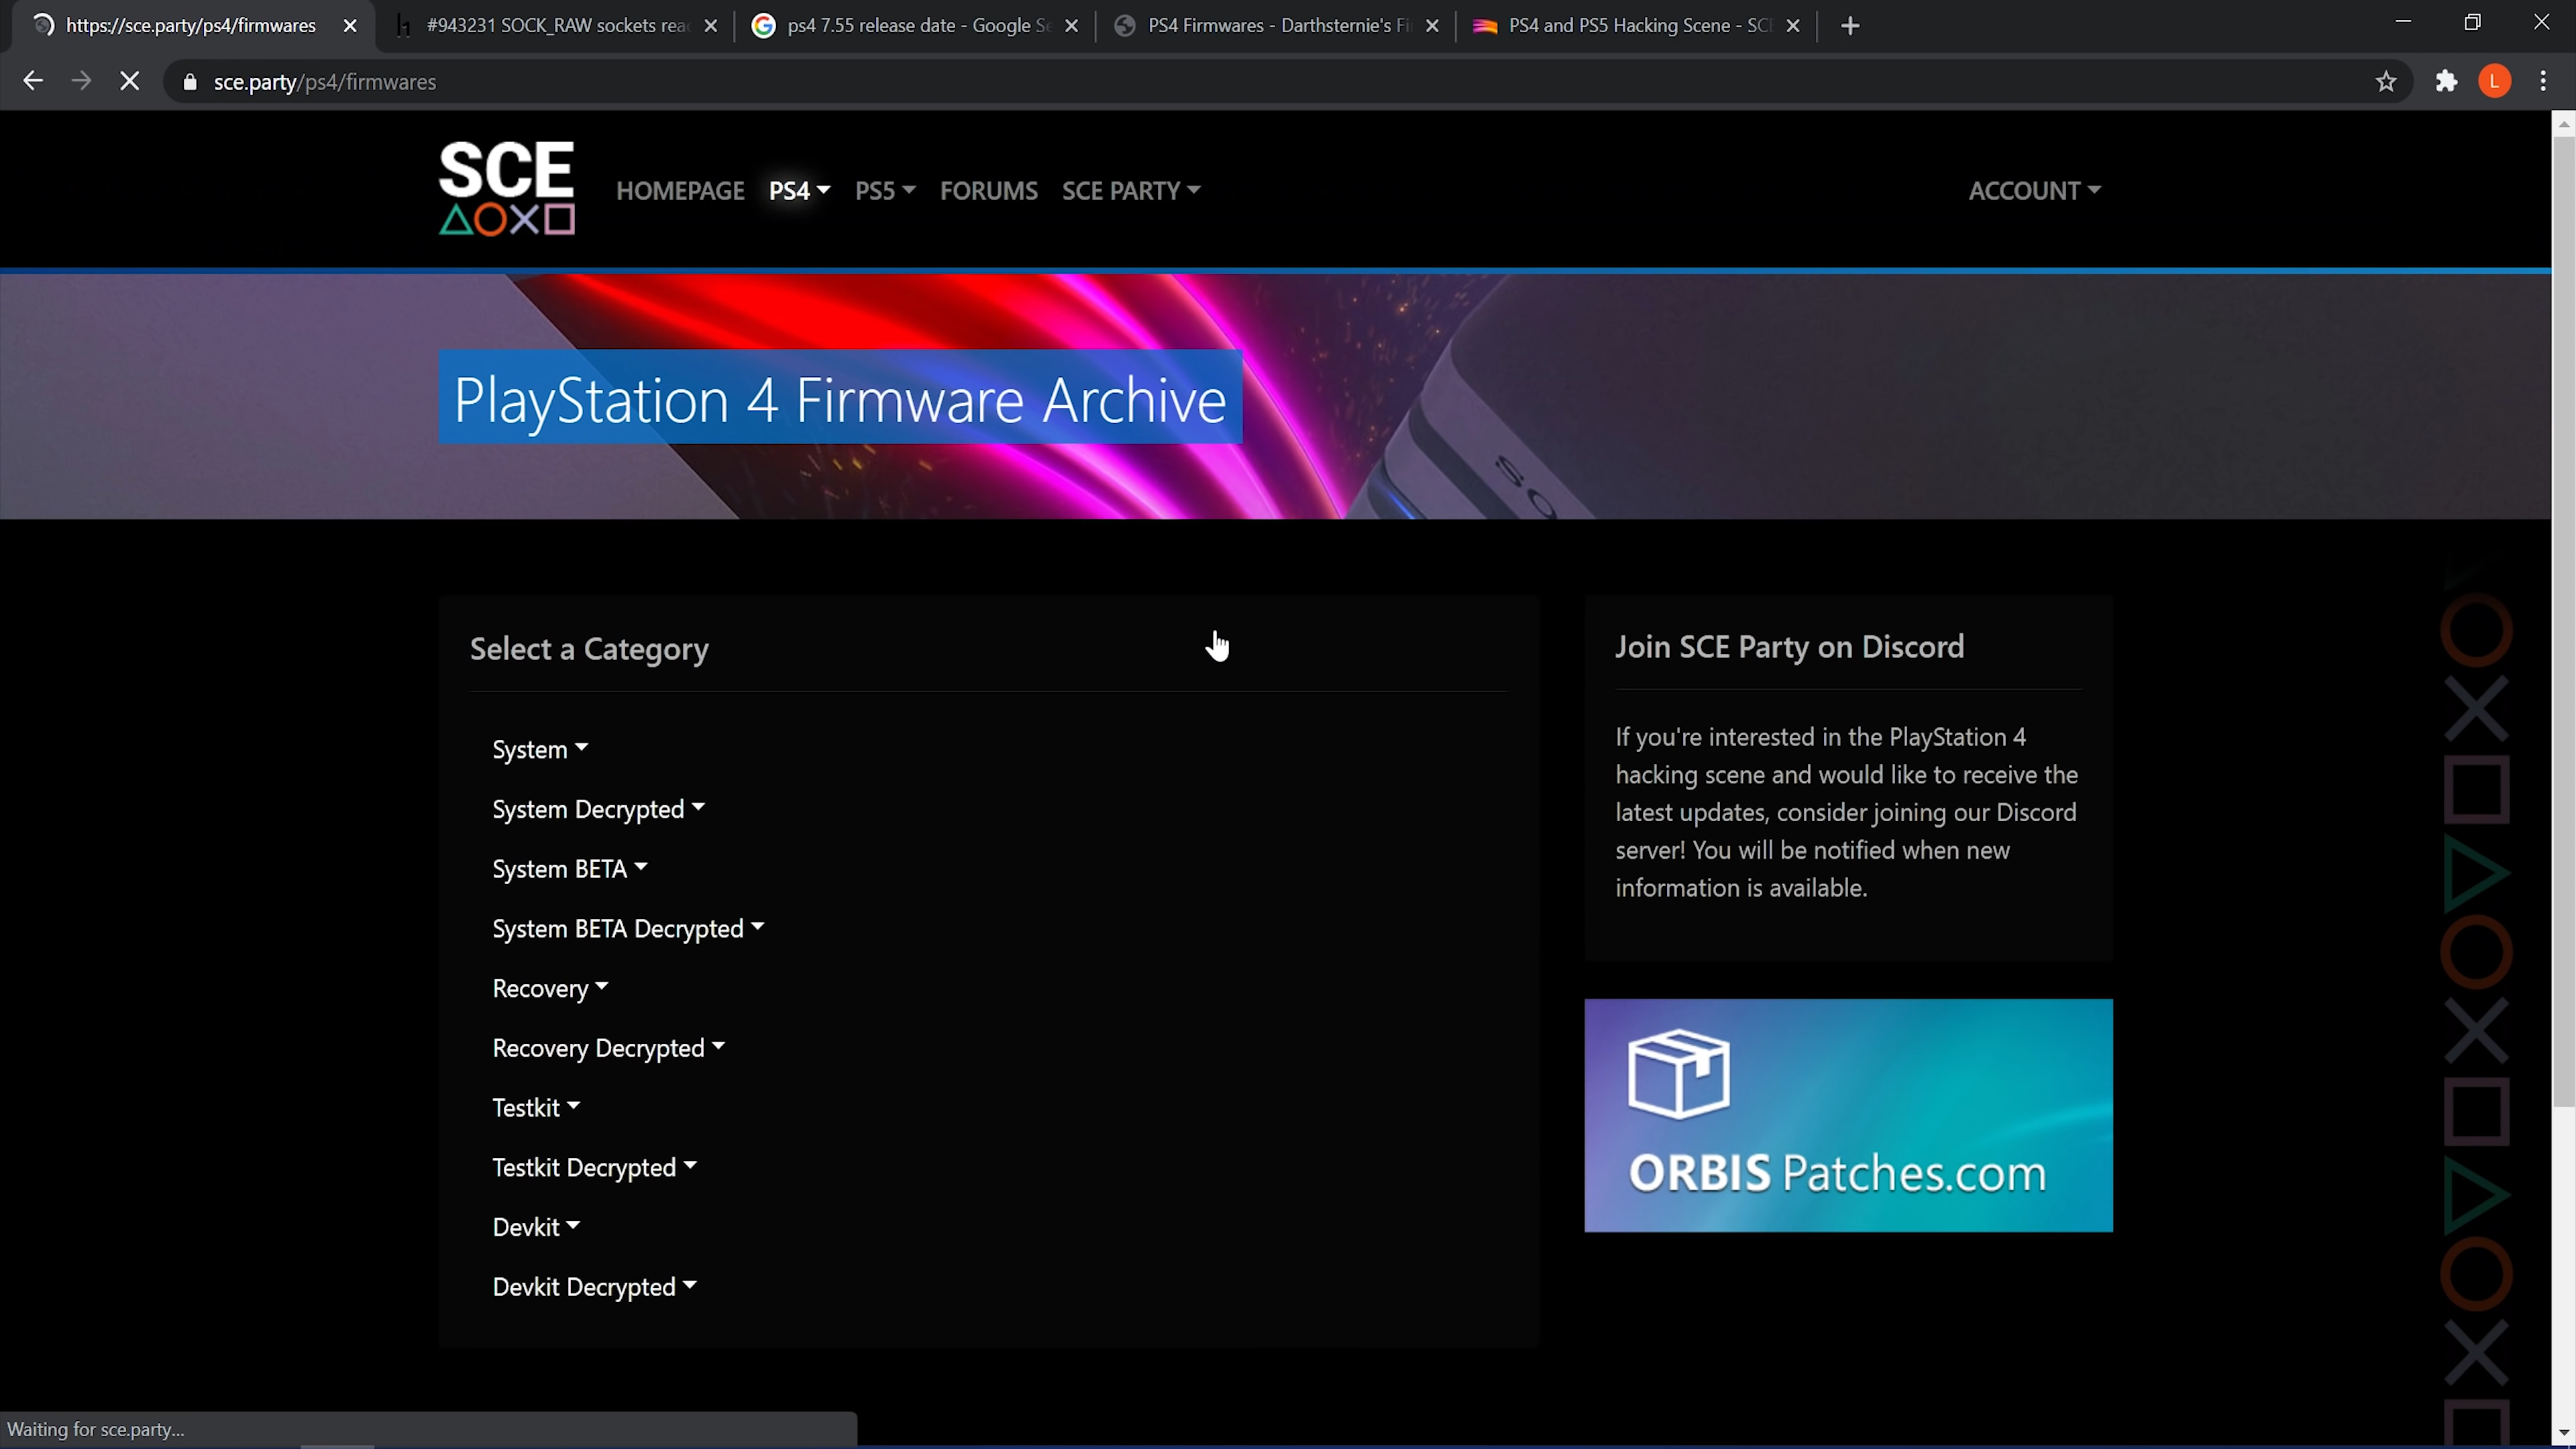 https://sce.party/ps4/firmwares
#943231 SOCK_RAW sockets rea
ps4 7.55 release date - Google Se
PS4 Firmwares - Darthsternie's Fi
PS4 and PS5 Hacking Scene - SCE
sce.party/ps4/firmwares
L
SCE
HOMEPAGE PS4 PS5 FORUMS SCE PARTY ACCOUNT
PlayStation 4 Firmware Archive
SO
Select a Category
System
System Decrypted
System BETA
System BETA Decrypted
Recovery
Recovery Decrypted
Testkit
Testkit Decrypted
Devkit
Devkit Decrypted
Join SCE Party on Discord
If you're interested in the PlayStation 4
hacking scene and would like to receive the
latest updates, consider joining our Discord
server! You will be notified when new
information is available.
ORBIS Patches.com
Waiting for sce.party...